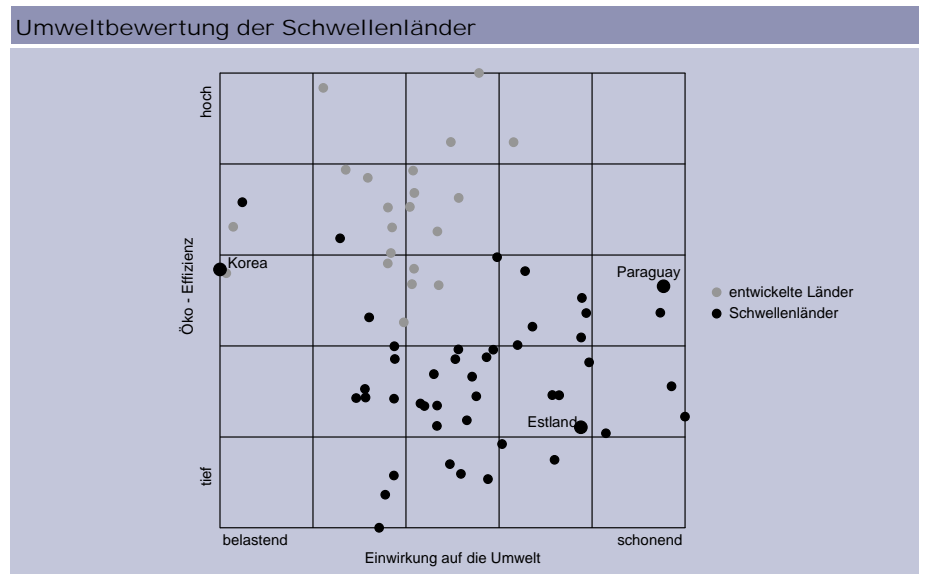 Umweltbewertung der Schwellenländer
hoch
Öko - Effizienz
tief
Korea
Paraguay
Estland
entwickelte Länder
Schwellenländer
belastend
schonend
Einwirkung auf die Umwelt